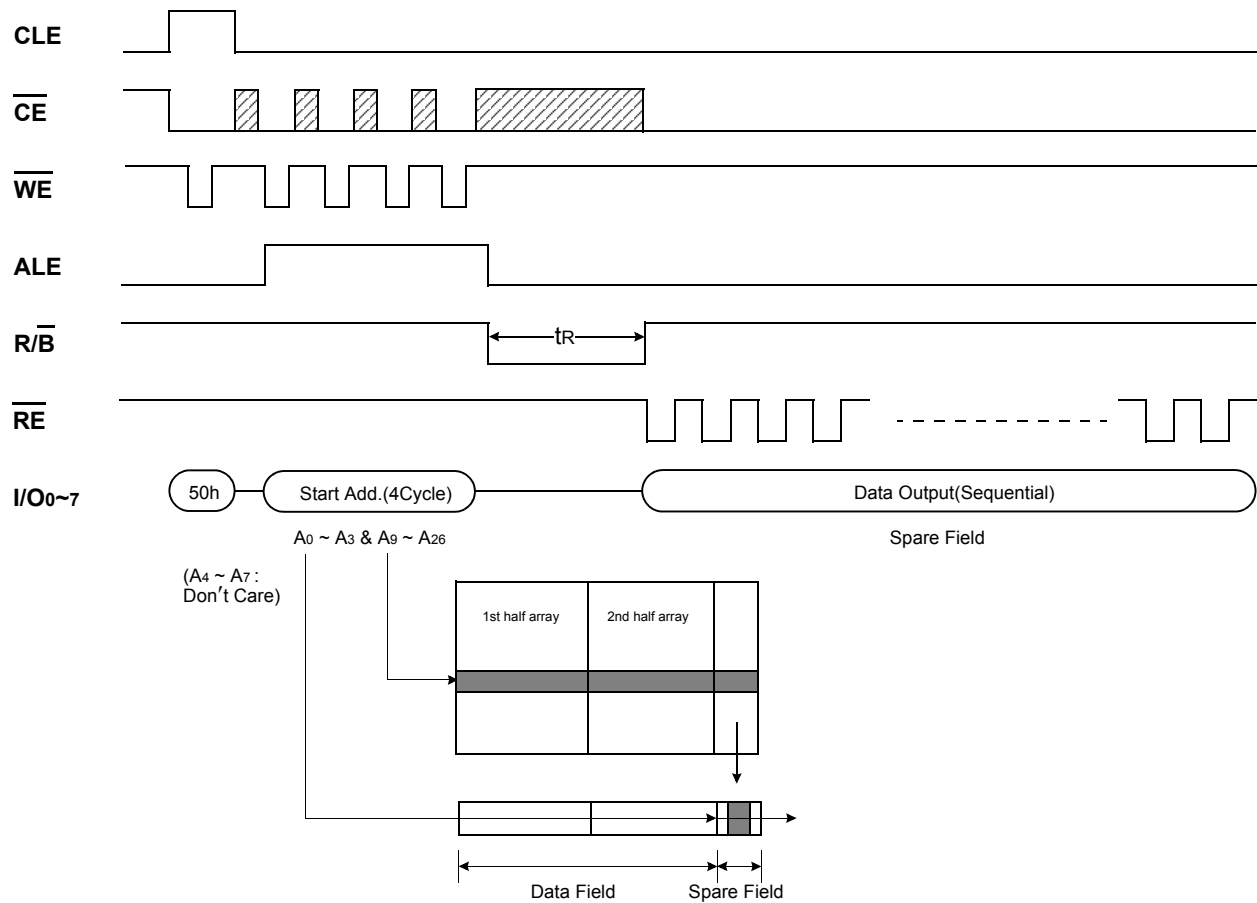 CLE
CE
WE
ALE
R/B
tR
RE
I/O0~7
50h
Start Add.(4Cycle)
Data Output(Sequential)
A0 ~ A3 & A9 ~ A26
Spare Field
(A4 ~ A7 :
Don't Care)
1st half array
2nd half array
Data Field
Spare Field